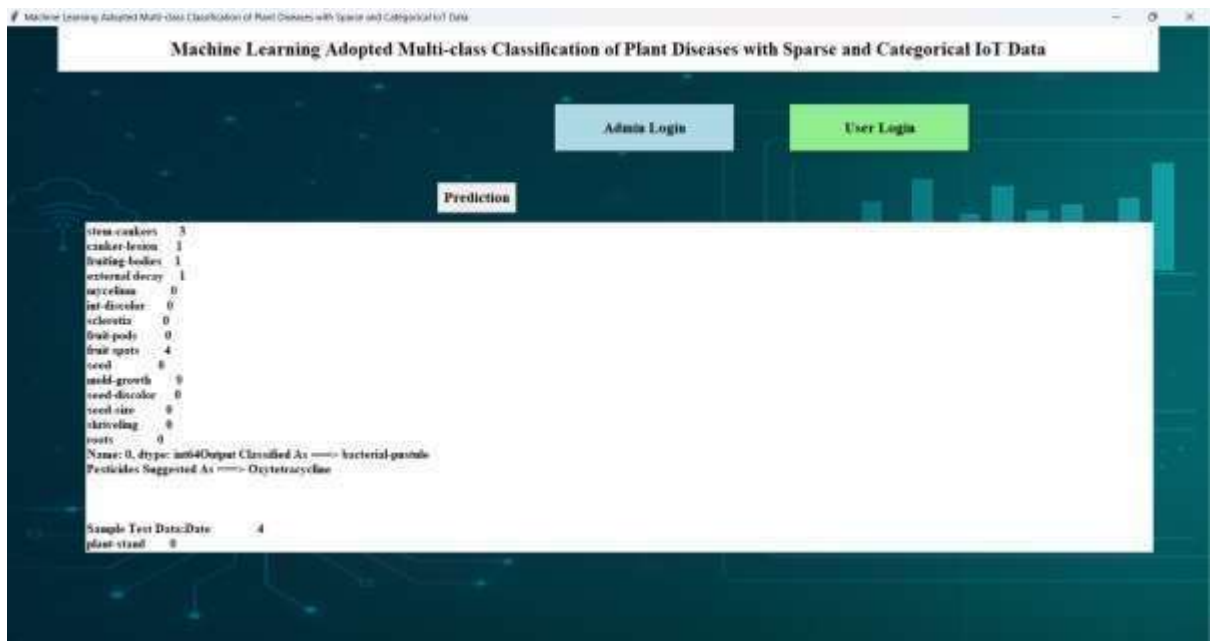 Machine Learning Adopted Multi-class Classification of Plant Diseases with Sparse and Categorical IoT Data
Machine Learning Adopted Multi-class Classification of Plant Diseases with Sparse and Categorical IoT Data
Admin Login User Login
Prediction
stem-cankers 3
canker-lesion 1
fruiting-bodies 1
external decay 1
mycelium 0
int-discolor 0
sclerotia 0
fruit-pods 0
fruit spots 4
seed 0
mold-growth 0
seed-discolor 0
seed-size 0
shriveling 0
roots 0
Name: 0, dtype: int64Output Classified As ===> bacterial-pustule
Pesticides Suggested As ===> Oxytetracycline
Sample Test Data:Date 4
plant-stand 0